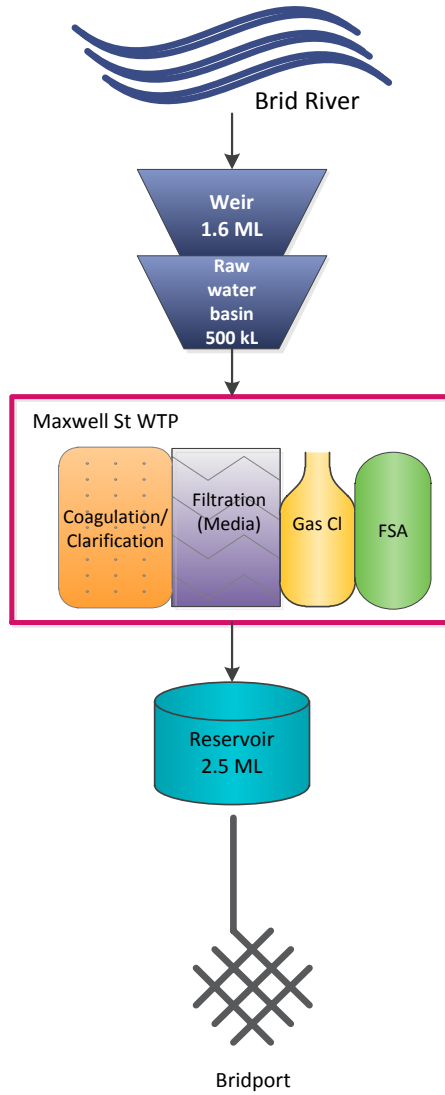 Brid River
Weir
1.6 ML
Raw
water
basin
500 kL
Maxwell St WTP
Coagulation/
Clarification
Filtration
(Media)
Gas Cl
FSA
Reservoir
2.5 ML
Bridport